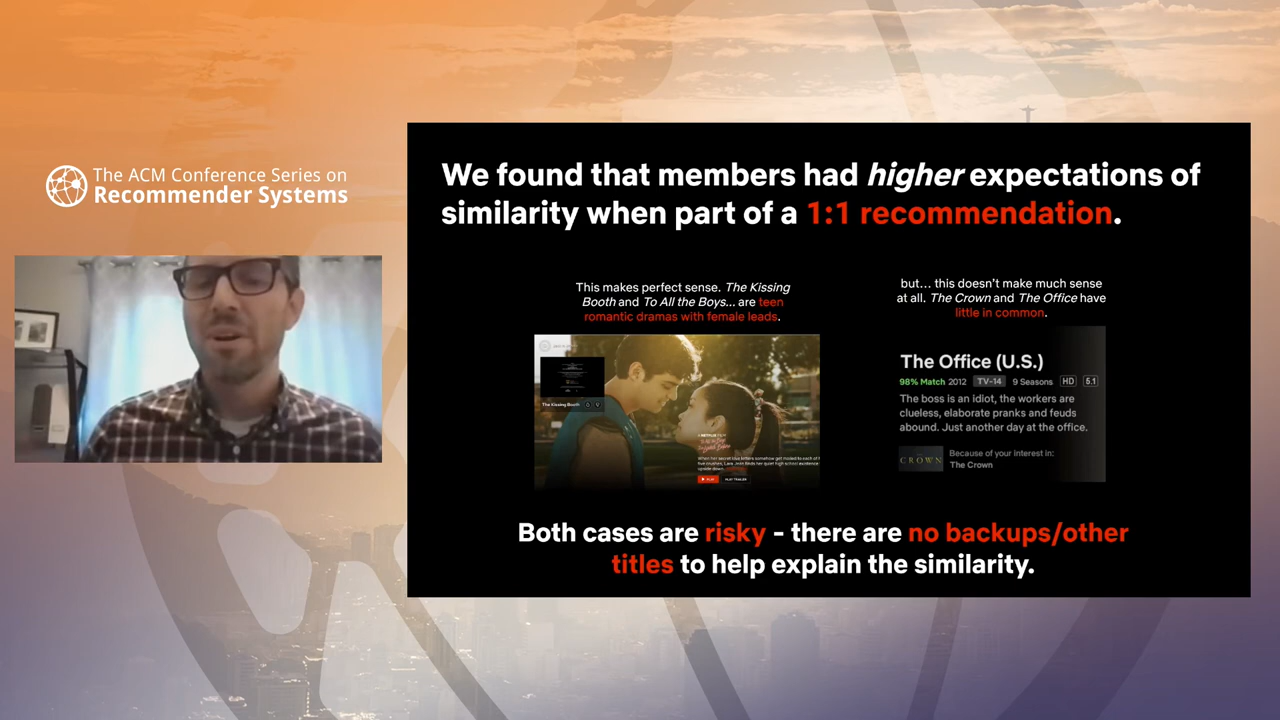 The ACM Conference Series on
Recommender Systems
We found that members had higher expectations of
similarity when part of a 1:1 recommendation.
This makes perfect sense. The Kissing
Booth and To All the Boys... are teen
romantic dramas with female leads.
The Kissing Booth
A NETFLIX FILM
PLAY
PLAY TRAILER
but... this doesn't make much sense
at all. The Crown and The Office have
little in common.
The Office (U.S.)
98% Match 2012 TV-14 9 Seasons HD 5.1
The boss is an idiot, the workers are
clueless, elaborate pranks and feuds
abound. Just another day at the office.
CROWN
Because of your interest in:
The Crown
Both cases are risky - there are no backups/other
titles to help explain the similarity.